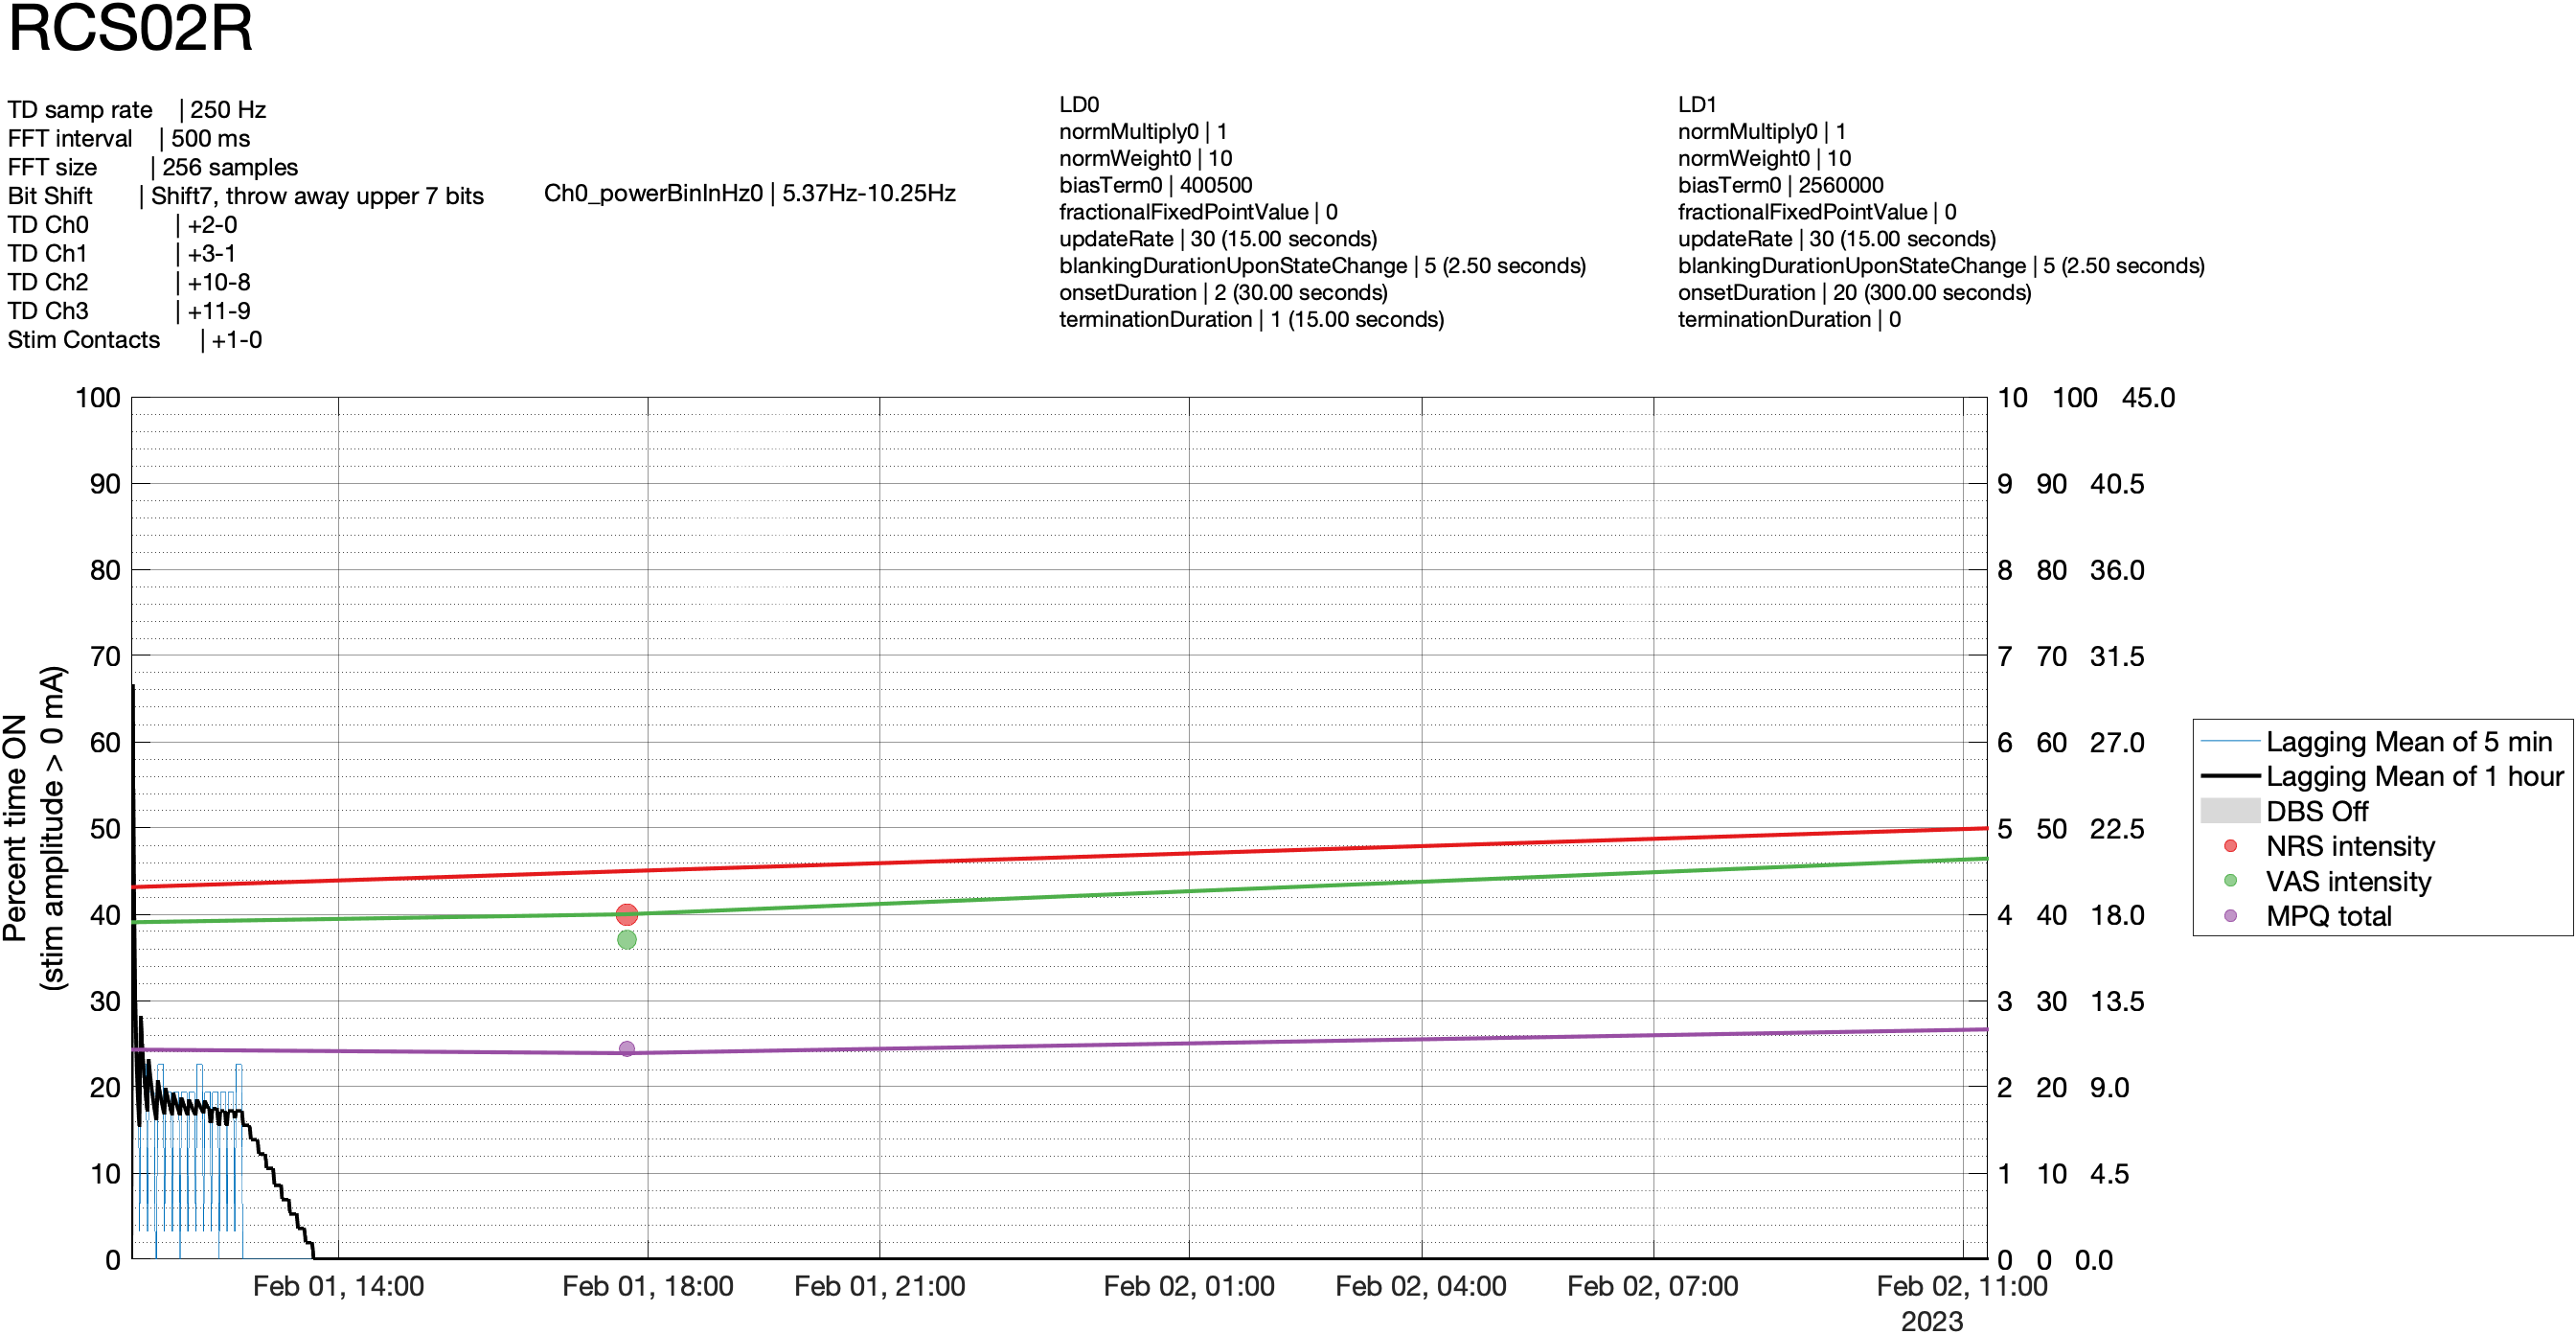 RCS02R
TD samp rate | 250 Hz
FFT interval | 500 ms
FFT size | 256 samples
Bit Shift | Shift7, throw away upper 7 bits
TD Ch0 | +2-0
TD Ch1 | +3-1
TD Ch2 | +10-8
TD Ch3 | +11-9
Stim Contacts | +1-0
Ch0_powerBinInHz0 | 5.37Hz-10.25Hz
LD0
normMultiply0 | 1
normWeight0 | 10
biasTerm0 | 400500
fractionalFixedPointValue | 0
updateRate | 30 (15.00 seconds)
blankingDurationUponStateChange | 5 (2.50 seconds)
onsetDuration | 2 (30.00 seconds)
terminationDuration | 1 (15.00 seconds)
LD1
normMultiply0 | 1
normWeight0 | 10
biasTerm0 | 2560000
fractionalFixedPointValue | 0
updateRate | 30 (15.00 seconds)
blankingDurationUponStateChange | 5 (2.50 seconds)
onsetDuration | 20 (300.00 seconds)
terminationDuration | 0
Percent time ON
(stim amplitude > 0 mA)
100
90
80
70
60
50
40
30
20
10
0
10 100 45.0
9 90 40.5
8 80 36.0
7 70 31.5
6 60 27.0
5 50 22.5
4 40 18.0
3 30 13.5
2 20 9.0
1 10 4.5
0 0 0.0
Feb 01, 14:00
Feb 01, 18:00
Feb 01, 21:00
Feb 02, 01:00
Feb 02, 04:00
Feb 02, 07:00
Feb 02, 11:00
2023
Lagging Mean of 5 min
Lagging Mean of 1 hour
DBS Off
NRS intensity
VAS intensity
MPQ total